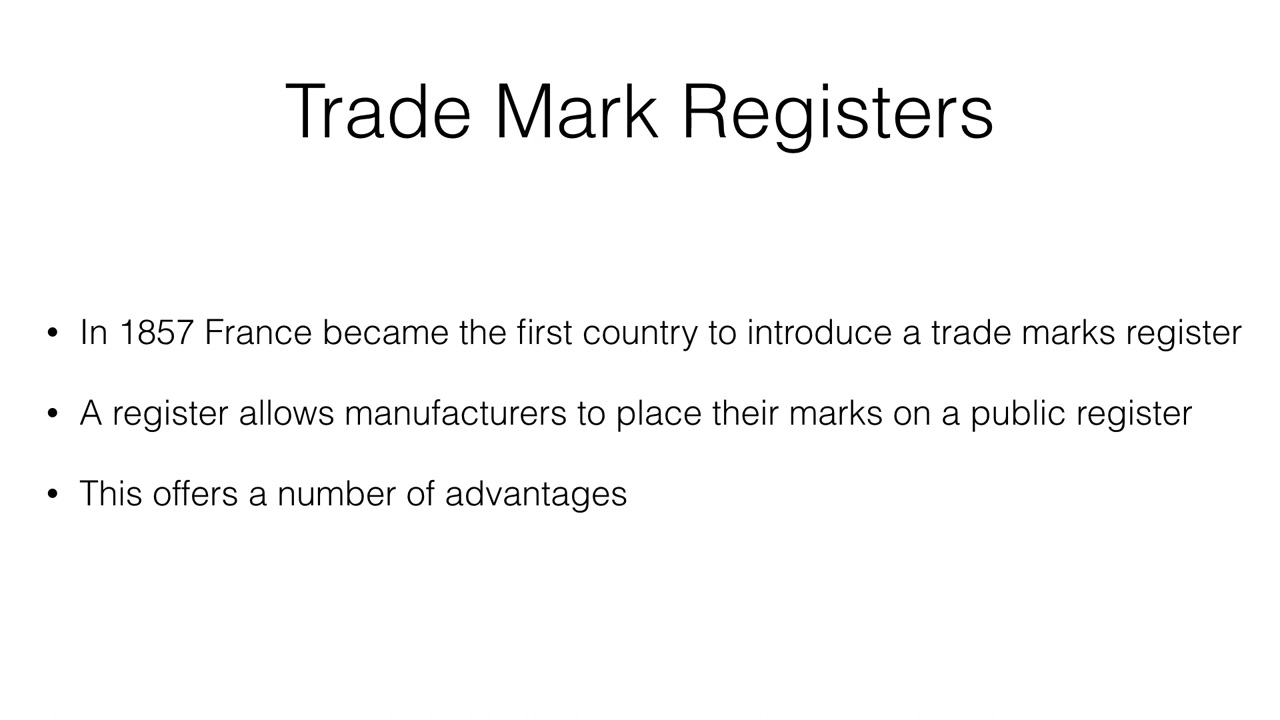 Trade Mark Registers
• In 1857 France became the first country to introduce a trade marks register
• A register allows manufacturers to place their marks on a public register
• This offers a number of advantages